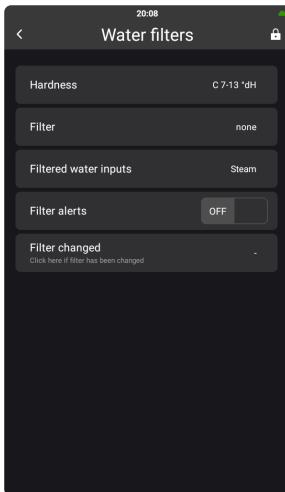 20:08
Water filters
Hardness C 7-13 °dH
Filter none
Filtered water inputs Steam
Filter alerts OFF
Filter changed -
Click here if filter has been changed